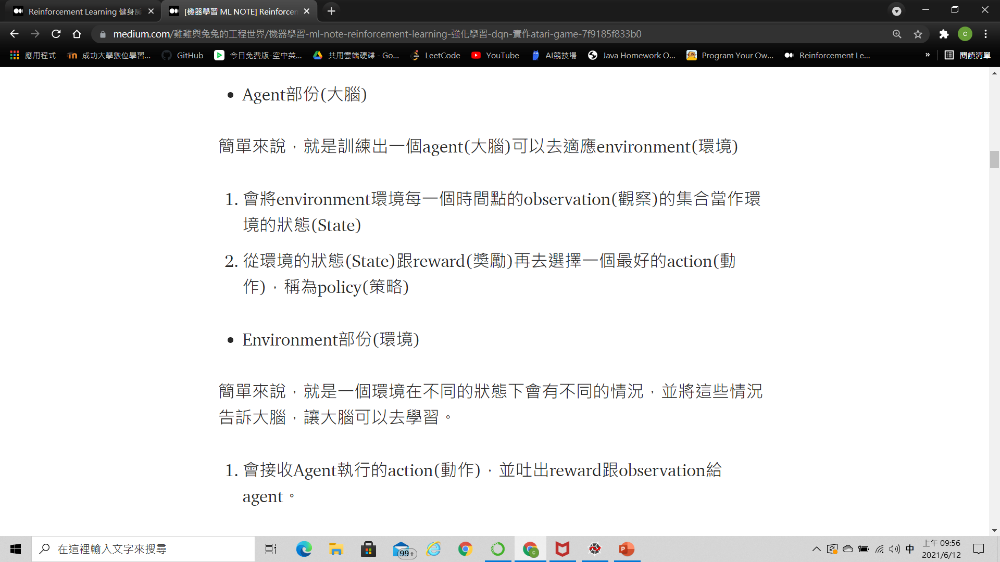 Reinforcement Learning 健身房
[機器學習 ML NOTE] Reinforcem
medium.com/雞雞與兔兔的工程世界/機器學習-ml-note-reinforcement-learning-強化學習-dqn-實作atari-game-7f9185f833b0
C
應用程式
成功大學數位學習...
GitHub
今日免費版-空中英...
共用雲端硬碟 - Go...
LeetCode
YouTube
AI競技場
Java Homework O...
Program Your Ow...
Reinforcement Le...
»
閱讀清單
• Agent部份(大腦)
簡單來說，就是訓練出一個agent(大腦)可以去適應environment(環境)
1. 會將environment環境每一個時間點的observation(觀察)的集合當作環
境的狀態(State)
2. 從環境的狀態(State)跟reward(獎勵)再去選擇一個最好的action(動
作)，稱為policy(策略)
• Environment部份(環境)
簡單來說，就是一個環境在不同的狀態下會有不同的情況，並將這些情況
告訴大腦，讓大腦可以去學習。
1. 會接收Agent執行的action(動作)，並吐出reward跟observation給
agent。
在這裡輸入文字來搜尋
99+
中
上午 09:56
2021/6/12